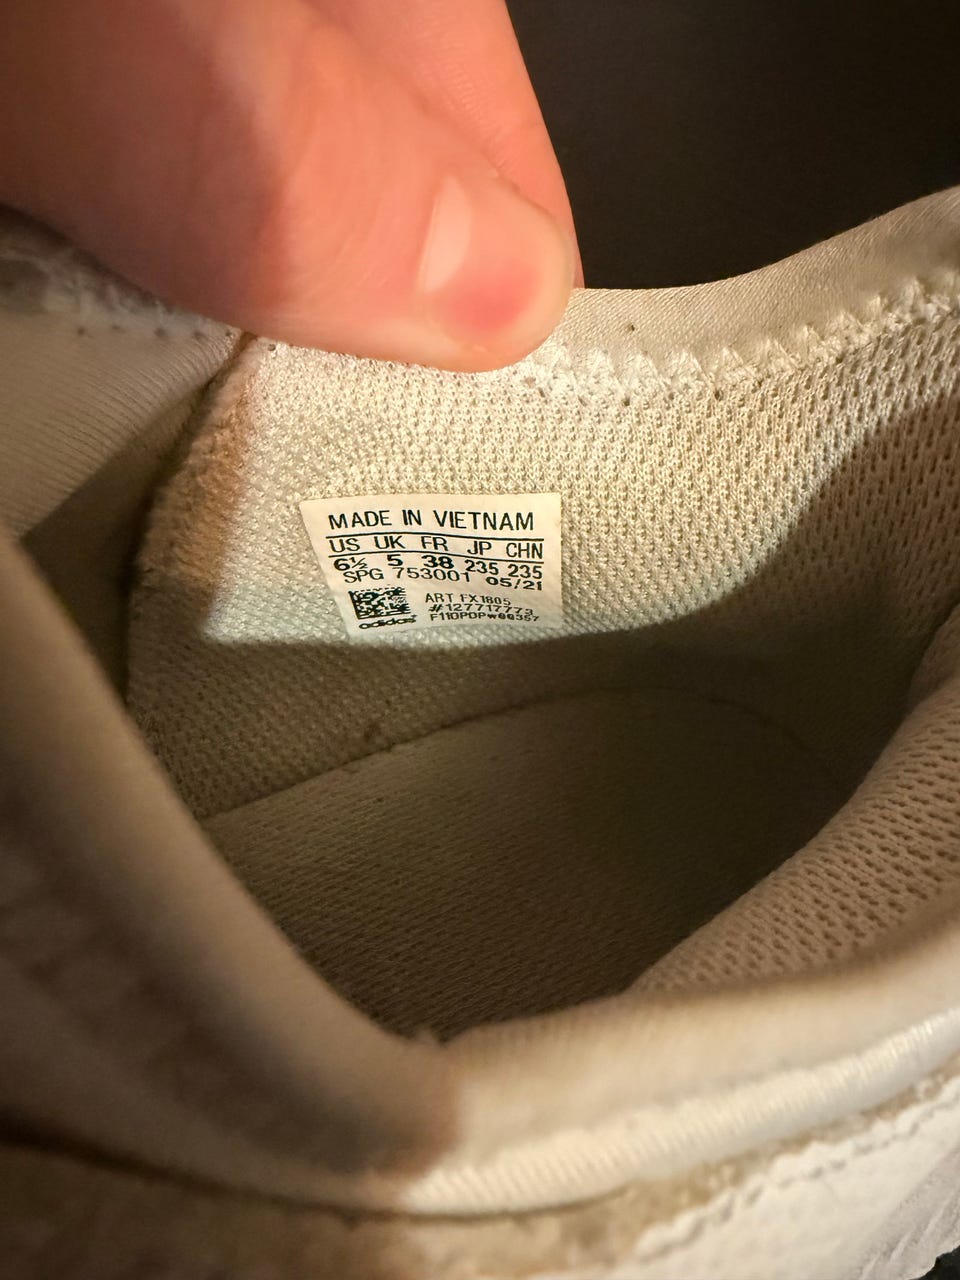 MADE IN VIETNAM
US UK FR JP CHN
6½ 5 38 235 235
SPG 753001 05/21
ART FX1805
#127717773
adidas F11DPDPw00357